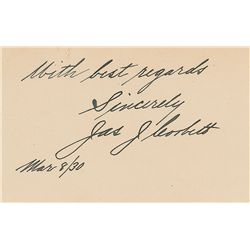 With best regards
Sincerely
Jas J Corbett
Mar 8/30